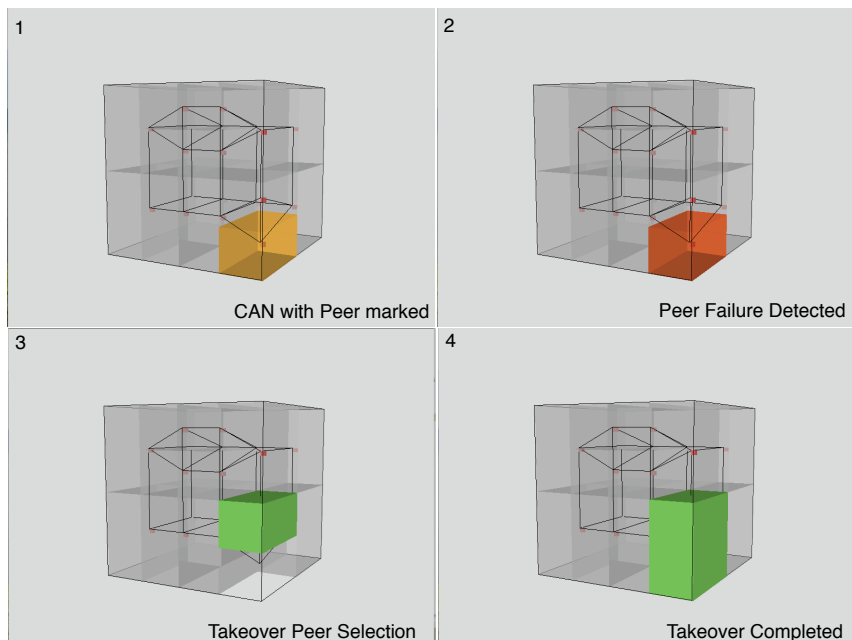 1
2
CAN with Peer marked
Peer Failure Detected
3
4
Takeover Peer Selection
Takeover Completed